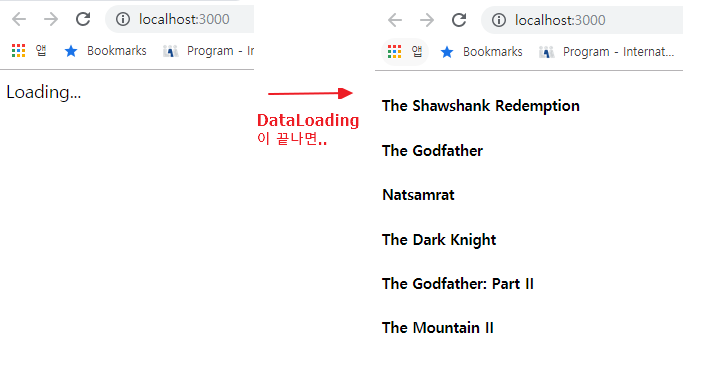 localhost:3000
앱 Bookmarks Program - In
Loading...
DataLoading
이 끝나면..
localhost:3000
앱 Bookmarks Program - Internat...
The Shawshank Redemption
The Godfather
Natsamrat
The Dark Knight
The Godfather: Part II
The Mountain II